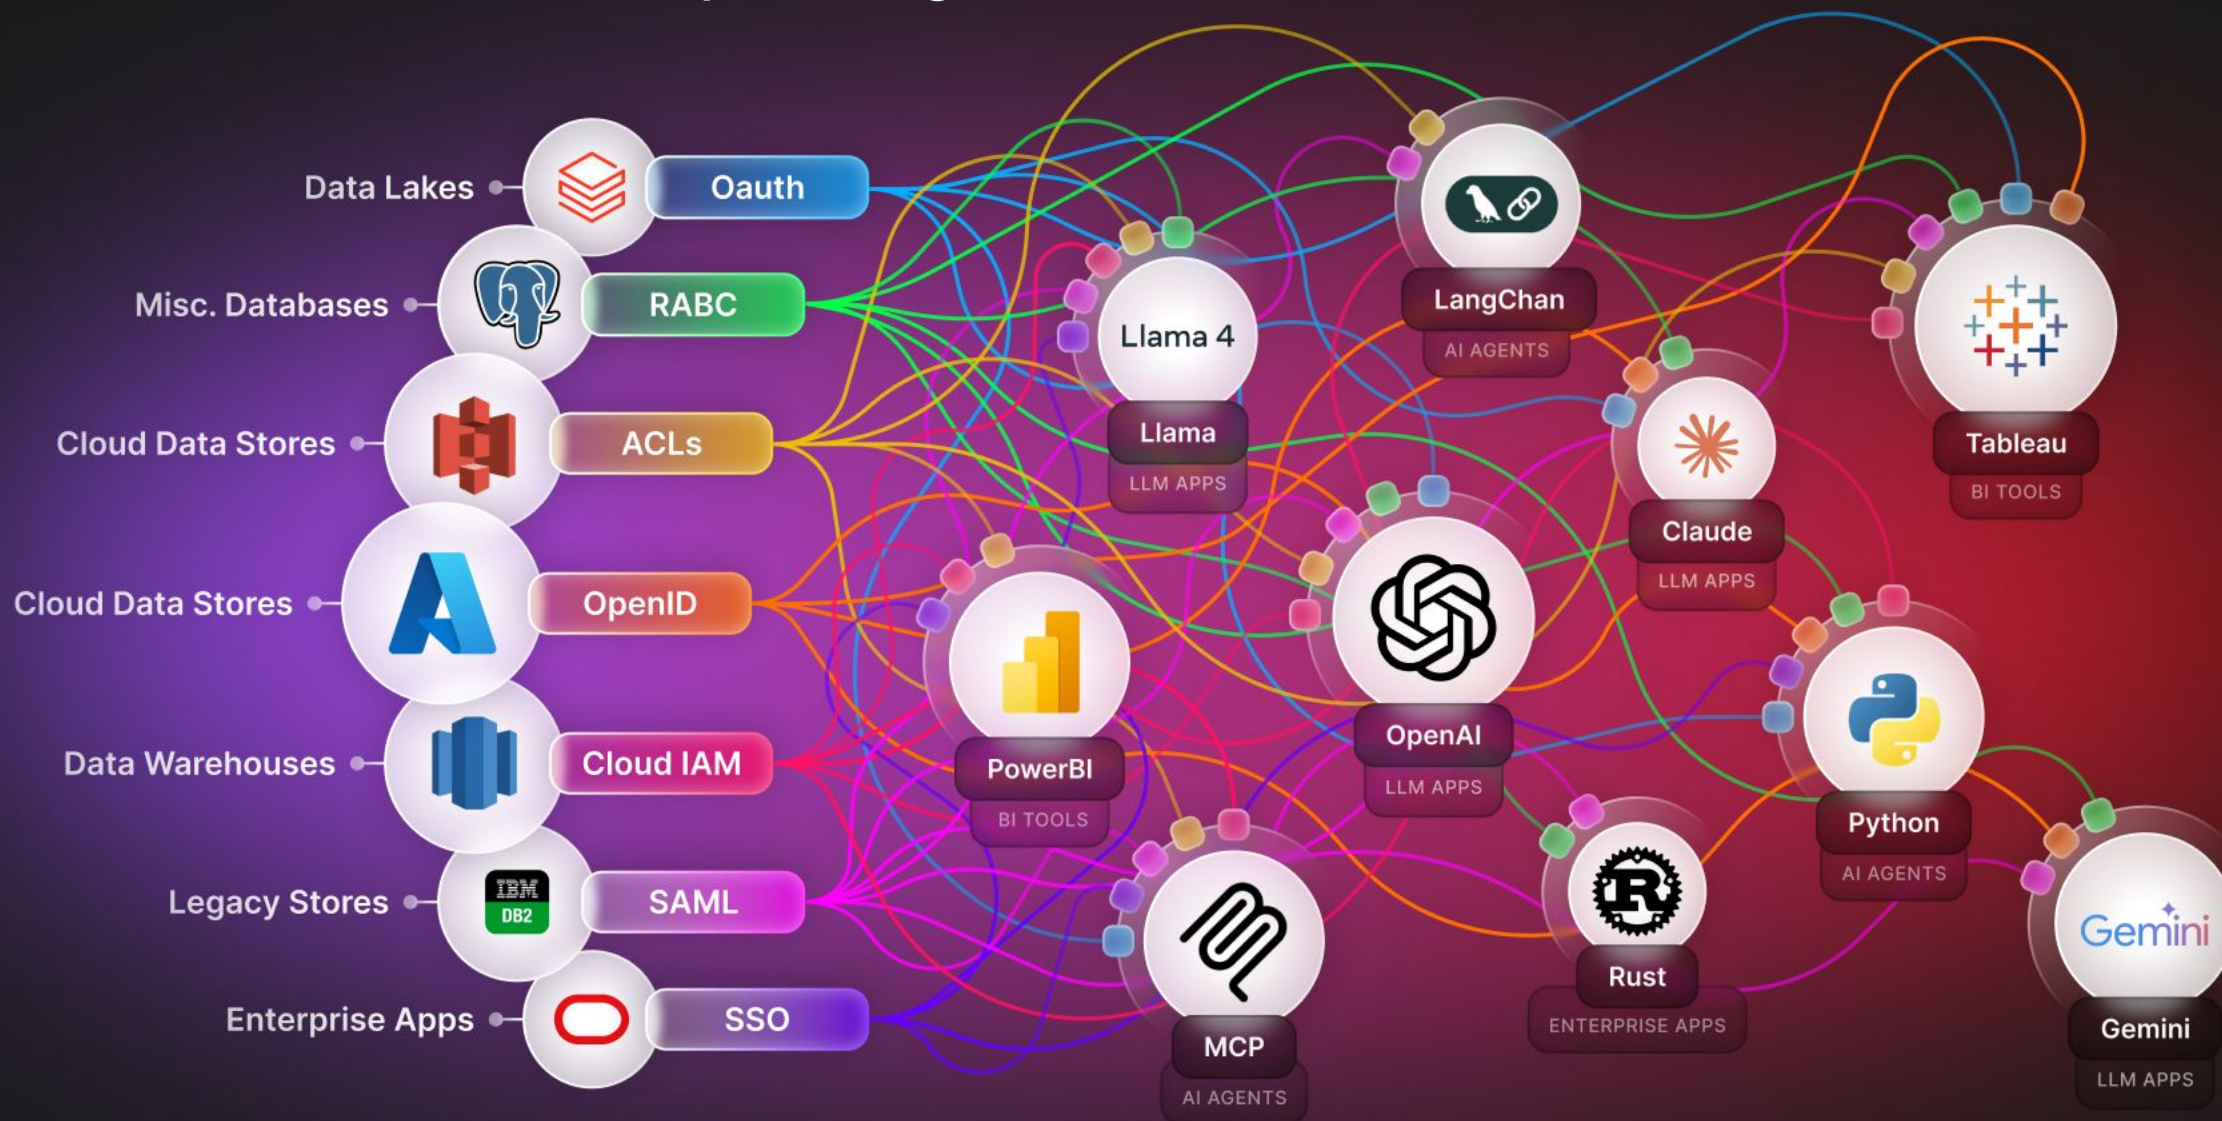 Data Lakes
Oauth
Misc. Databases
RABC
Cloud Data Stores
ACLs
Cloud Data Stores
OpenID
Data Warehouses
Cloud IAM
Legacy Stores
IBM
DB2
SAML
Enterprise Apps
SSO
Llama 4
Llama
LLM APPS
LangChan
AI AGENTS
Tableau
BI TOOLS
Claude
LLM APPS
PowerBI
BI TOOLS
OpenAI
LLM APPS
Python
AI AGENTS
MCP
AI AGENTS
R
Rust
ENTERPRISE APPS
Gemini
Gemini
LLM APPS